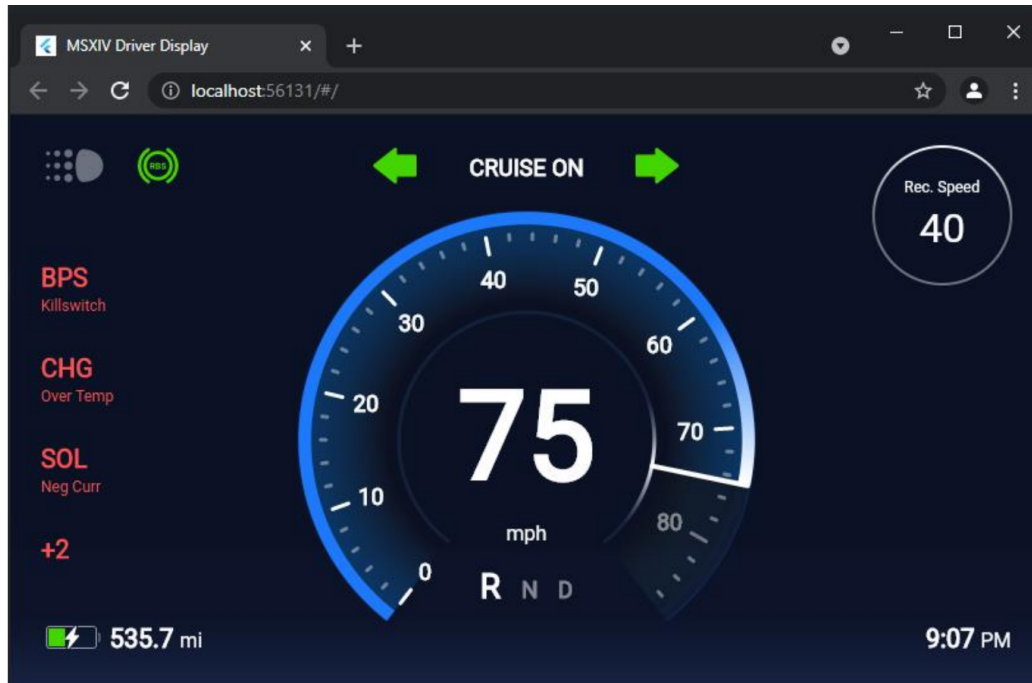 MSXIV Driver Display
localhost:56131/#/
RBS
CRUISE ON
Rec. Speed
40
BPS
Killswitch
CHG
Over Temp
SOL
Neg Curr
+2
0
10
20
30
40
50
60
70
80
75
mph
R N D
535.7 mi
9:07 PM